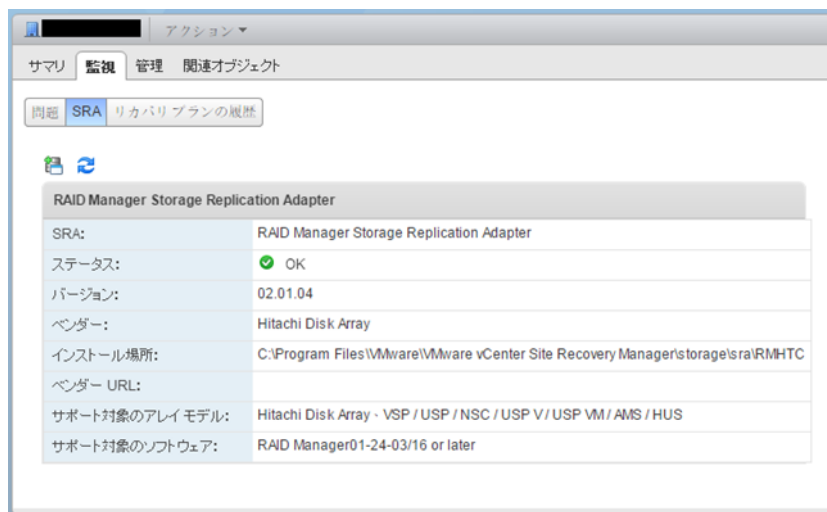 アクション
サマリ 監視 管理 関連オブジェクト
問題 SRA リカバリ プランの履歴
RAID Manager Storage Replication Adapter
SRA: RAID Manager Storage Replication Adapter
ステータス: OK
バージョン: 02.01.04
ベンダー: Hitachi Disk Array
インストール場所: C:\Program Files\VMware\VMware vCenter Site Recovery Manager\storage\sra\RMHTC
ベンダー URL:
サポート対象のアレイ モデル: Hitachi Disk Array、VSP / USP / NSC / USP V / USP VM / AMS / HUS
サポート対象のソフトウェア: RAID Manager01-24-03/16 or later